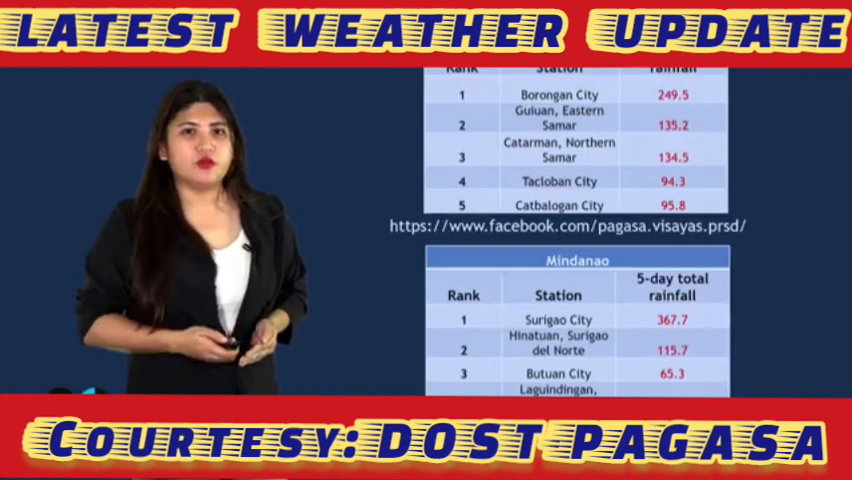 LATEST WEATHER UPDATE
Rank Station rainfall
1 Borongan City 249.5
Guiuan, Eastern
2 Samar 135.2
Catarman, Northern
3 Samar 134.5
4 Tacloban City 94.3
5 Catbalogan City 95.8
https://www.facebook.com/pagasa.visayas.prsd/
Mindanao
5-day total
Rank Station rainfall
1 Surigao City 367.7
Hinatuan, Surigao
2 del Norte 115.7
3 Butuan City 65.3
Laguindingan,
COURTESY: DOST PAGASA